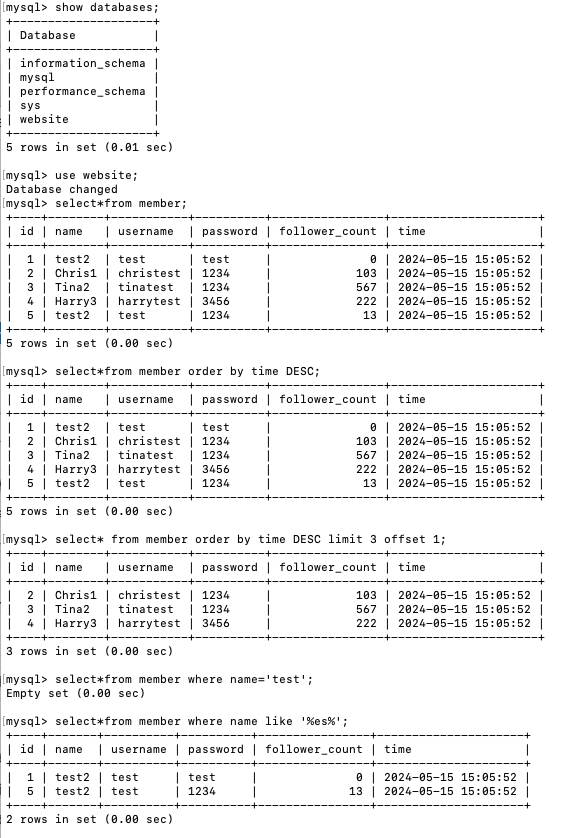 mysql> show databases;
+--------------------+
| Database           |
+--------------------+
| information_schema |
| mysql              |
| performance_schema |
| sys                |
| website            |
+--------------------+
5 rows in set (0.01 sec)
mysql> use website;
Database changed
mysql> select*from member;
+----+--------+-----------+----------+----------------+---------------------+
| id | name   | username  | password | follower_count | time                |
+----+--------+-----------+----------+----------------+---------------------+
|  1 | test2  | test      | test     |              0 | 2024-05-15 15:05:52 |
|  2 | Chris1 | christest | 1234     |            103 | 2024-05-15 15:05:52 |
|  3 | Tina2  | tinatest  | 1234     |            567 | 2024-05-15 15:05:52 |
|  4 | Harry3 | harrytest | 3456     |            222 | 2024-05-15 15:05:52 |
|  5 | test2  | test      | 1234     |             13 | 2024-05-15 15:05:52 |
+----+--------+-----------+----------+----------------+---------------------+
5 rows in set (0.00 sec)
mysql> select*from member order by time DESC;
+----+--------+-----------+----------+----------------+---------------------+
| id | name   | username  | password | follower_count | time                |
+----+--------+-----------+----------+----------------+---------------------+
|  1 | test2  | test      | test     |              0 | 2024-05-15 15:05:52 |
|  2 | Chris1 | christest | 1234     |            103 | 2024-05-15 15:05:52 |
|  3 | Tina2  | tinatest  | 1234     |            567 | 2024-05-15 15:05:52 |
|  4 | Harry3 | harrytest | 3456     |            222 | 2024-05-15 15:05:52 |
|  5 | test2  | test      | 1234     |             13 | 2024-05-15 15:05:52 |
+----+--------+-----------+----------+----------------+---------------------+
5 rows in set (0.00 sec)
mysql> select* from member order by time DESC limit 3 offset 1;
+----+--------+-----------+----------+----------------+---------------------+
| id | name   | username  | password | follower_count | time                |
+----+--------+-----------+----------+----------------+---------------------+
|  2 | Chris1 | christest | 1234     |            103 | 2024-05-15 15:05:52 |
|  3 | Tina2  | tinatest  | 1234     |            567 | 2024-05-15 15:05:52 |
|  4 | Harry3 | harrytest | 3456     |            222 | 2024-05-15 15:05:52 |
+----+--------+-----------+----------+----------------+---------------------+
3 rows in set (0.00 sec)
mysql> select*from member where name='test';
Empty set (0.00 sec)
mysql> select*from member where name like '%es%';
+----+-------+----------+----------+----------------+---------------------+
| id | name  | username | password | follower_count | time                |
+----+-------+----------+----------+----------------+---------------------+
|  1 | test2 | test     | test     |              0 | 2024-05-15 15:05:52 |
|  5 | test2 | test     | 1234     |             13 | 2024-05-15 15:05:52 |
+----+-------+----------+----------+----------------+---------------------+
2 rows in set (0.00 sec)